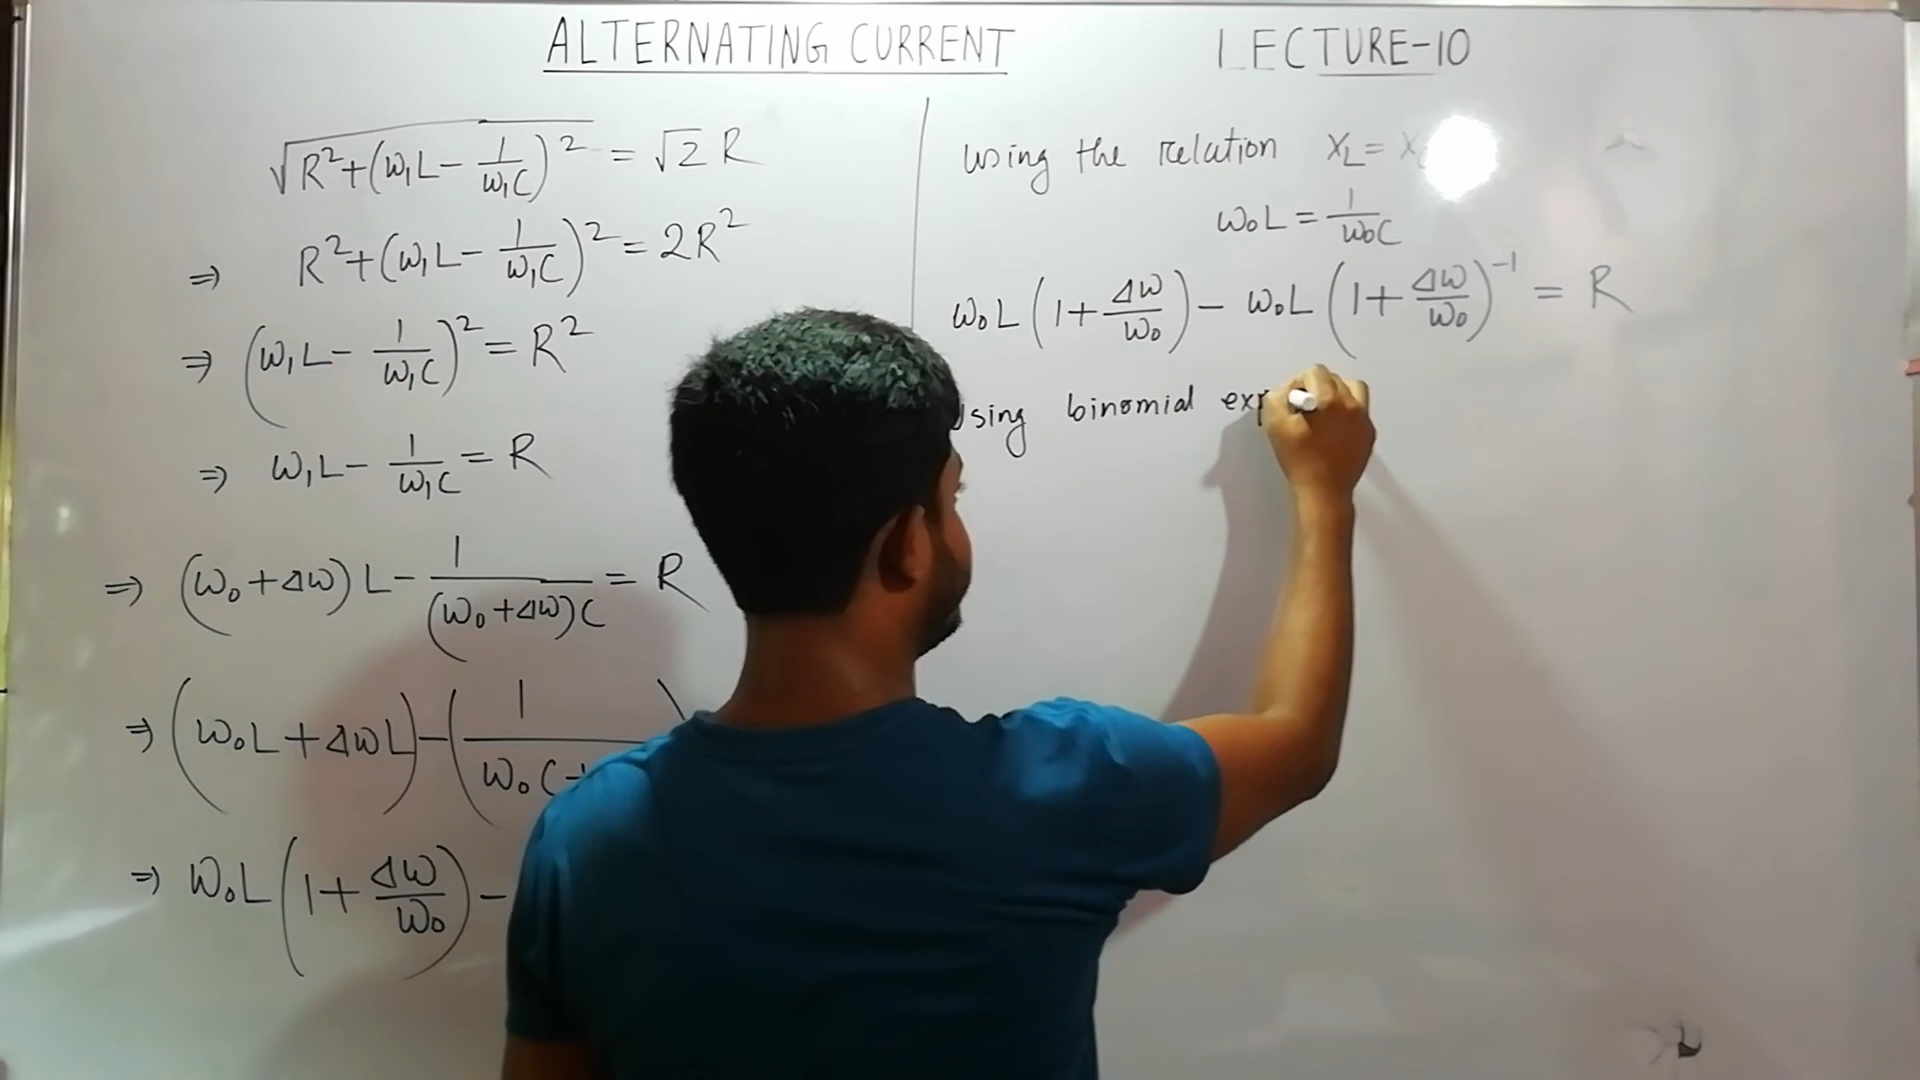 ALTERNATING CURRENT LECTURE-10
√R²+(ω₁L-1/ω₁C)² = √2 R
⇒ R²+(ω₁L-1/ω₁C)² = 2R²
⇒ (ω₁L-1/ω₁C)² = R²
⇒ ω₁L-1/ω₁C = R
⇒ (ω₀+Δω)L-1/(ω₀+Δω)C = R
⇒ (ω₀L+ΔωL)-(1/ω₀C
⇒ ω₀L(1+Δω/ω₀)-
Using the relation X_L= X
ω₀L = 1/ω₀C
ω₀L(1+Δω/ω₀)- ω₀L(1+Δω/ω₀)⁻¹ = R
using binomial exp